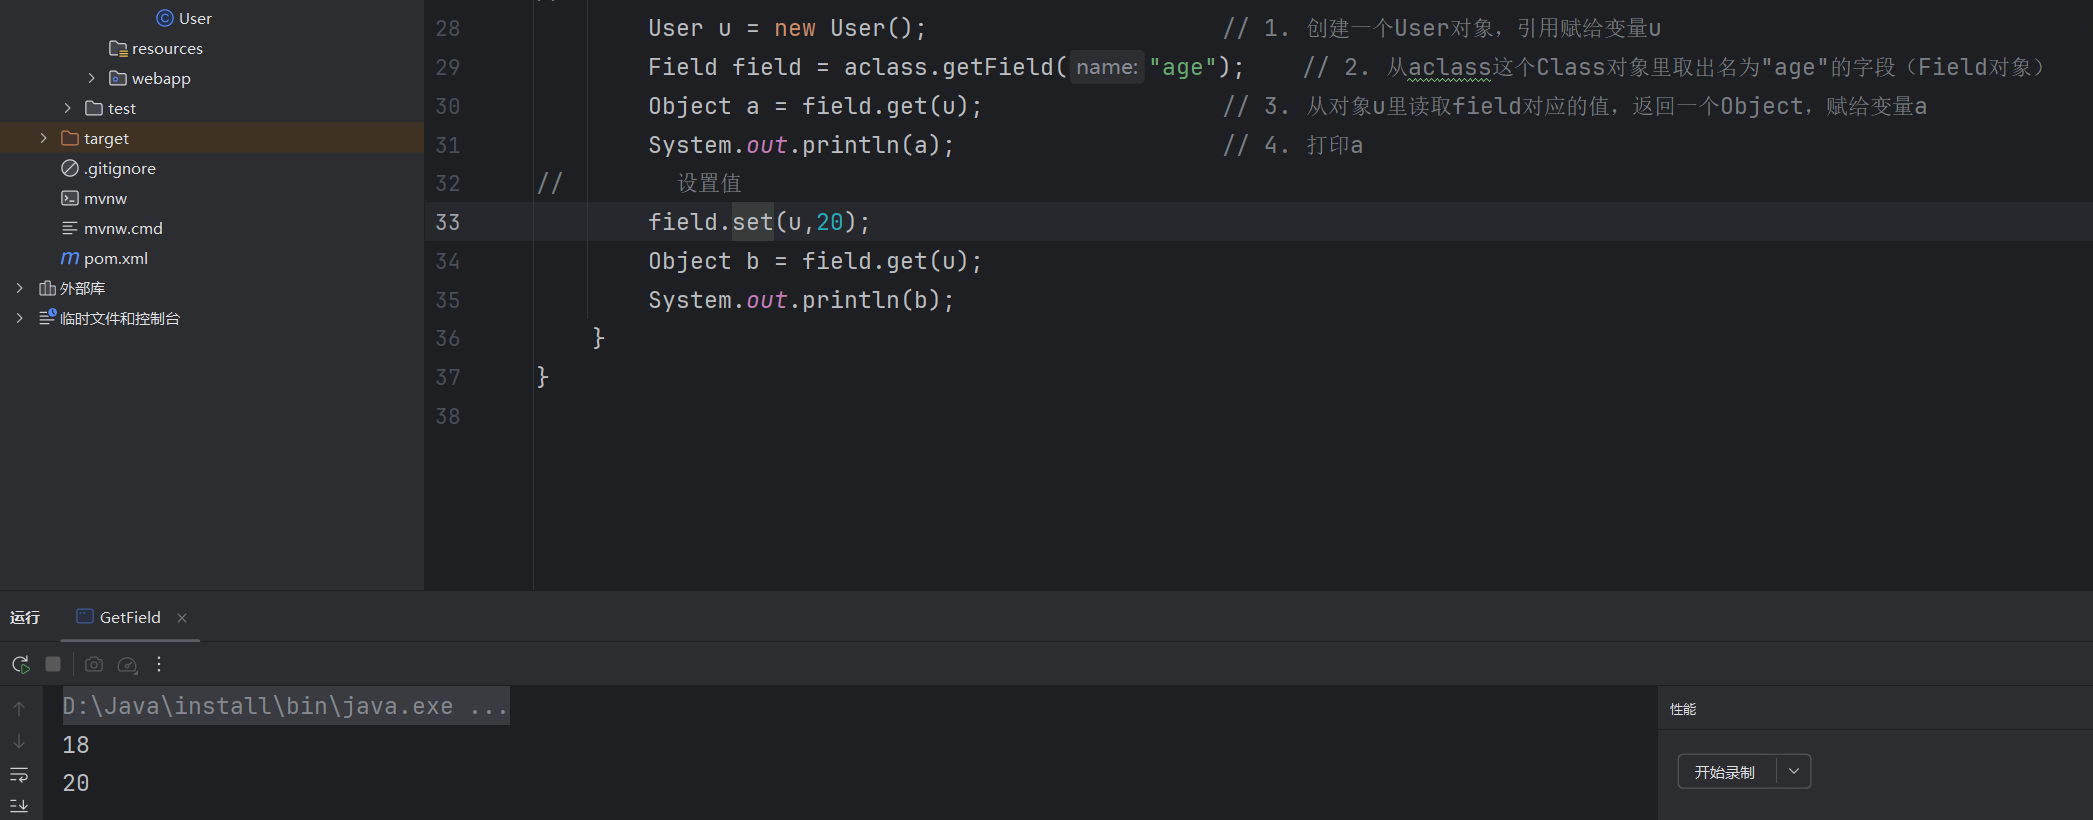 User
resources
webapp
test
target
.gitignore
mvnw
mvnw.cmd
pom.xml
外部库
临时文件和控制台
28 User u = new User(); // 1. 创建一个User对象，引用赋给变量u
29 Field field = aclass.getField( name: "age"); // 2. 从aclass这个Class对象里取出名为"age"的字段（Field对象）
30 Object a = field.get(u); // 3. 从对象u里读取field对应的值，返回一个Object，赋给变量a
31 System.out.println(a); // 4. 打印a
32 // 设置值
33 field.set(u,20);
34 Object b = field.get(u);
35 System.out.println(b);
36 }
37 }
38
运行 GetField
D:\Java\install\bin\java.exe ...
18
20
性能
开始录制